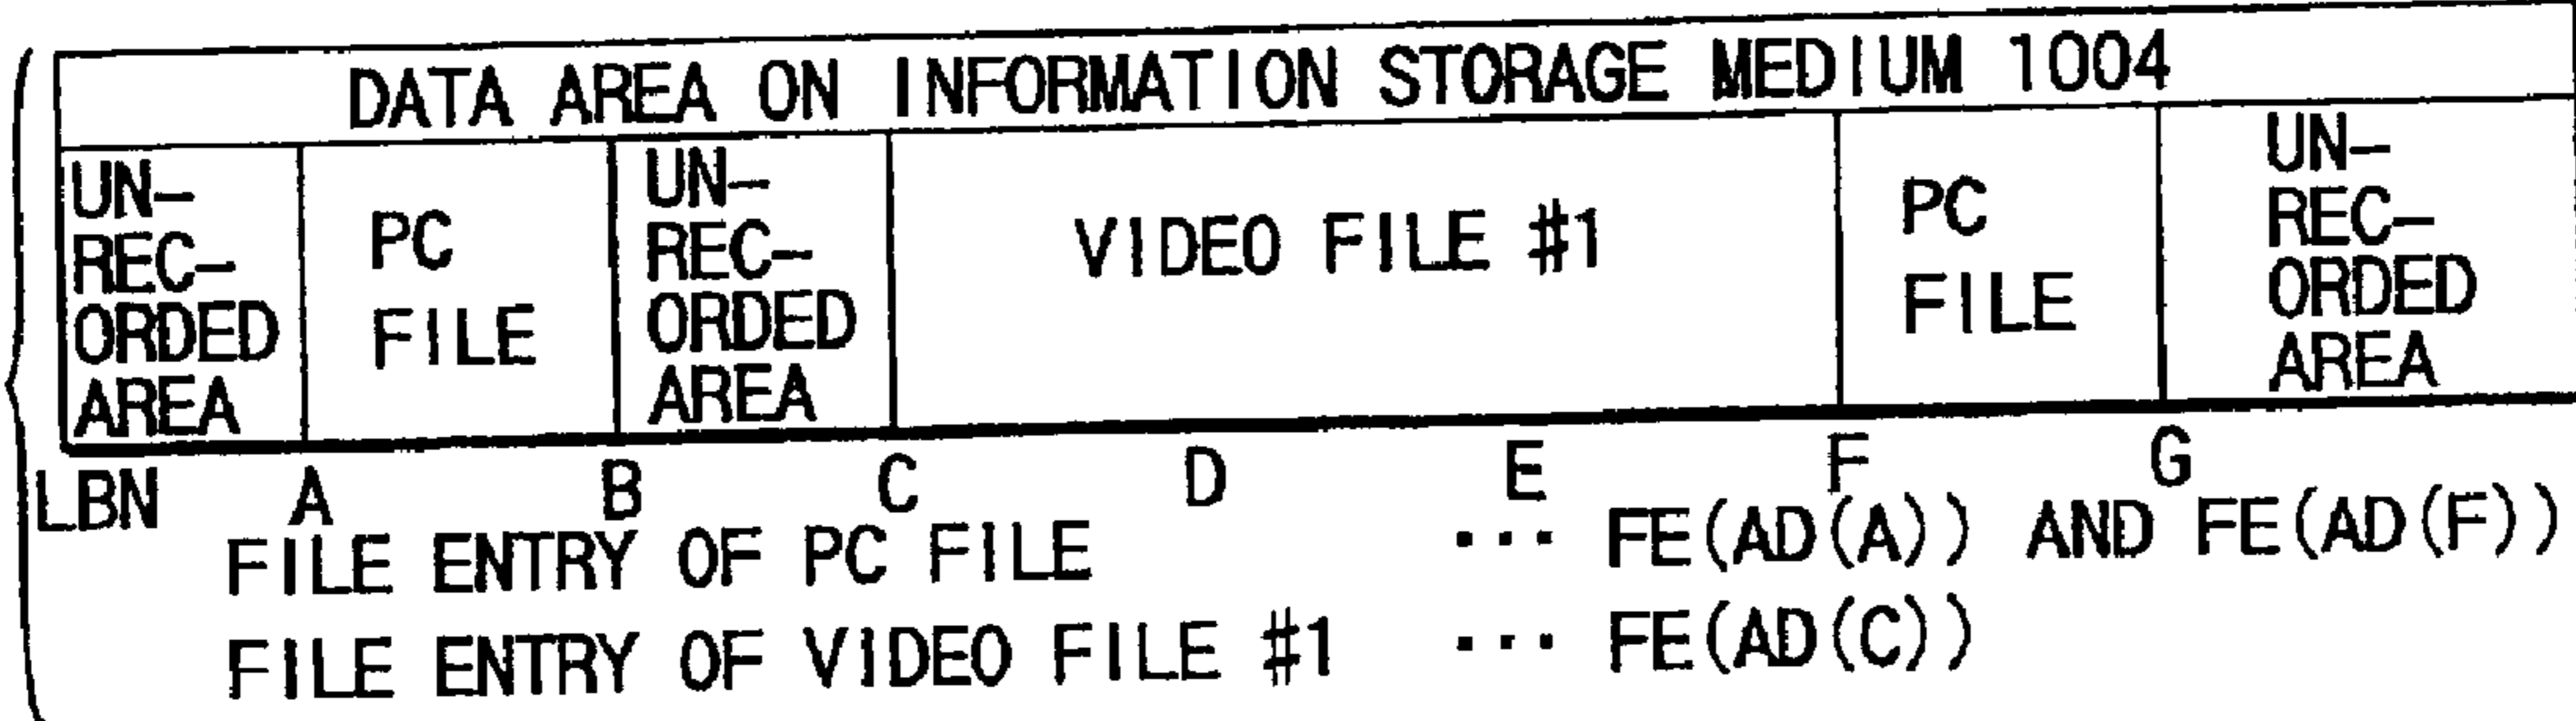 DATA AREA ON INFORMATION STORAGE MEDIUM 1004
UN-
REC-
ORDED
AREA
PC
FILE
UN-
REC-
ORDED
AREA
VIDEO FILE #1
PC
FILE
UN-
REC-
ORDED
AREA
LBN A B C D E F G
FILE ENTRY OF PC FILE ··· FE(AD(A)) AND FE(AD(F))
FILE ENTRY OF VIDEO FILE #1 ··· FE(AD(C))